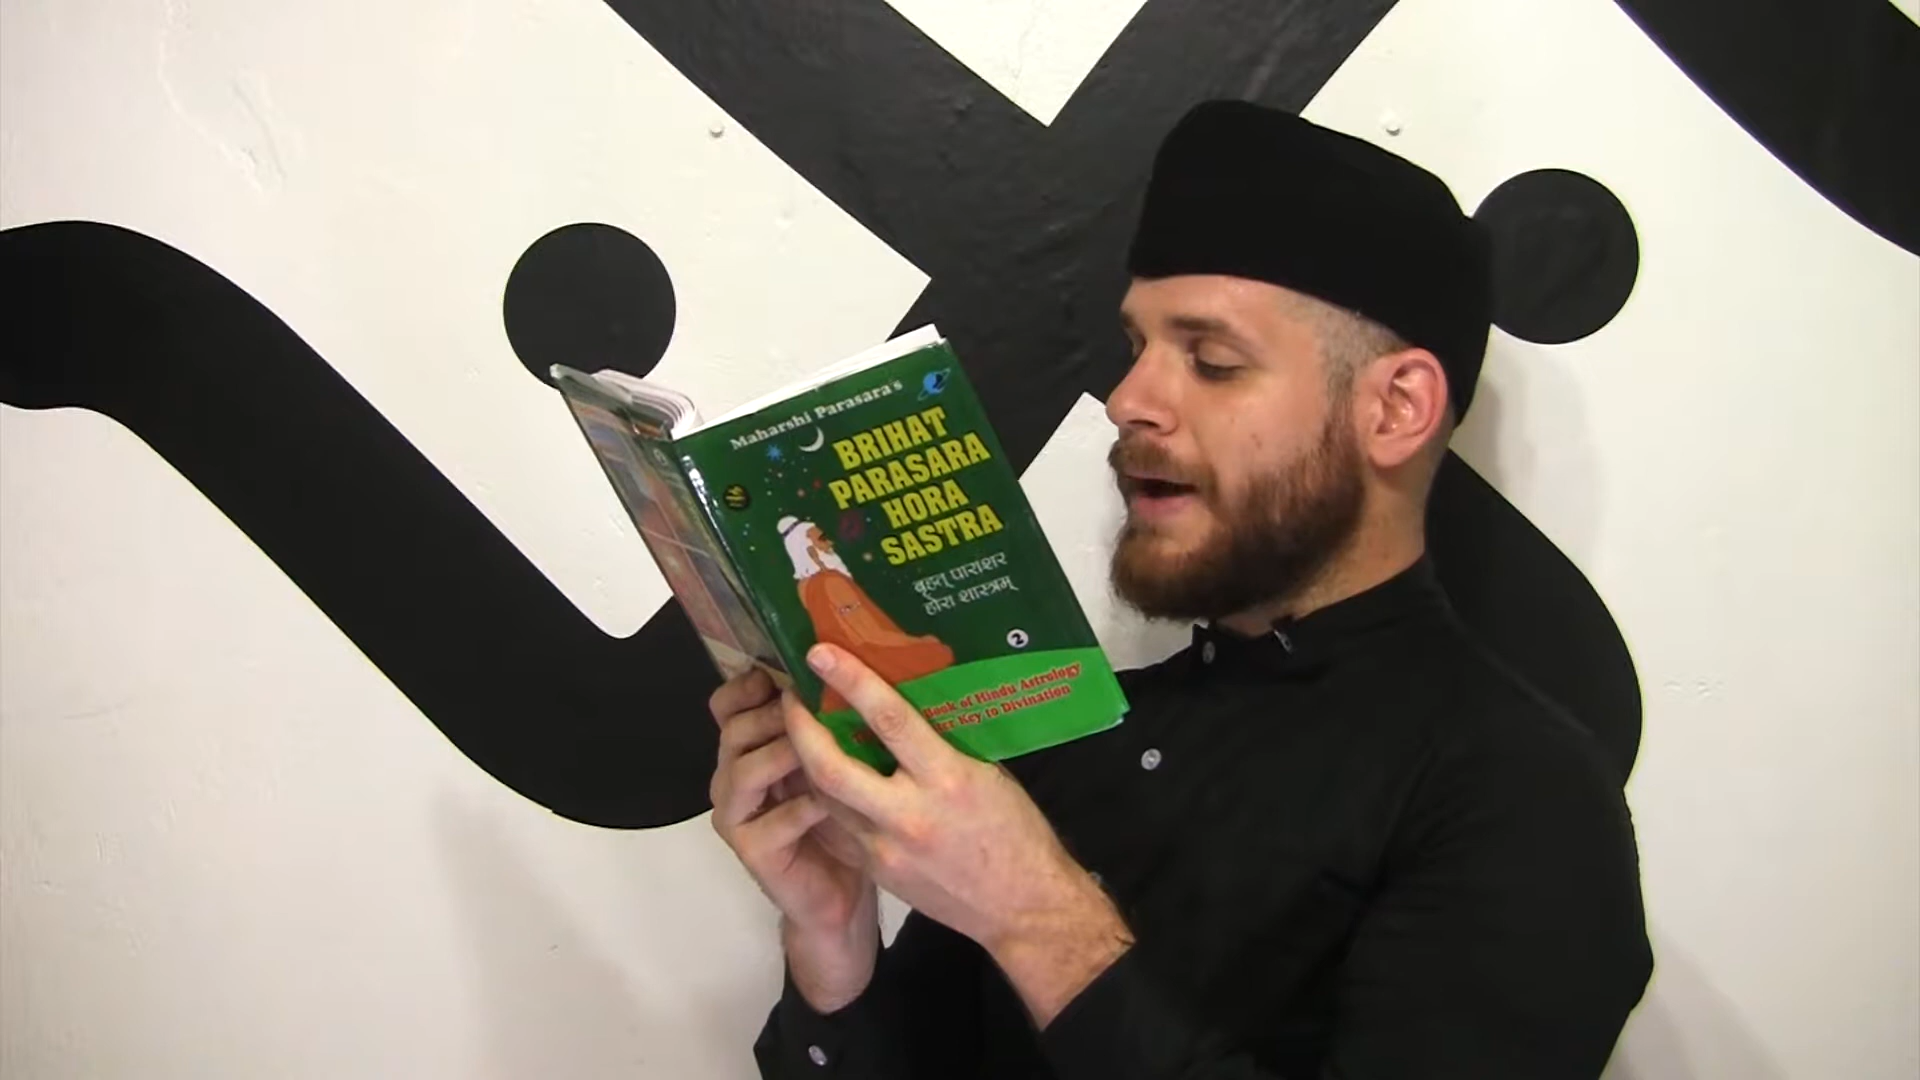 Maharshi Parasara's
BRIHAT
PARASARA
HORA
SASTRA
बृहत् पाराशर
होरा शास्त्रम्
2
Book of Hindu Astrology
Key to Divination